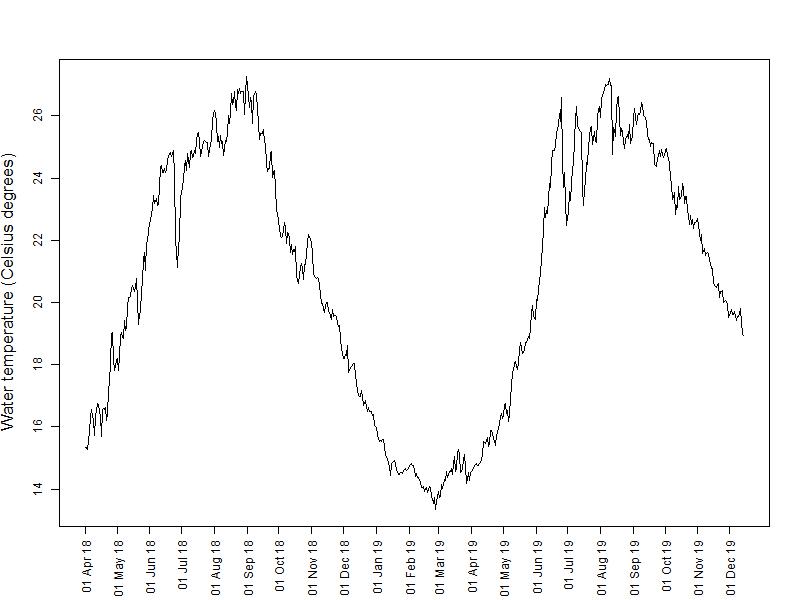 Water temperature (Celsius degrees)
26
24
22
20
18
16
14
01 Apr 18
01 May 18
01 Jun 18
01 Jul 18
01 Aug 18
01 Sep 18
01 Oct 18
01 Nov 18
01 Dec 18
01 Jan 19
01 Feb 19
01 Mar 19
01 Apr 19
01 May 19
01 Jun 19
01 Jul 19
01 Aug 19
01 Sep 19
01 Oct 19
01 Nov 19
01 Dec 19